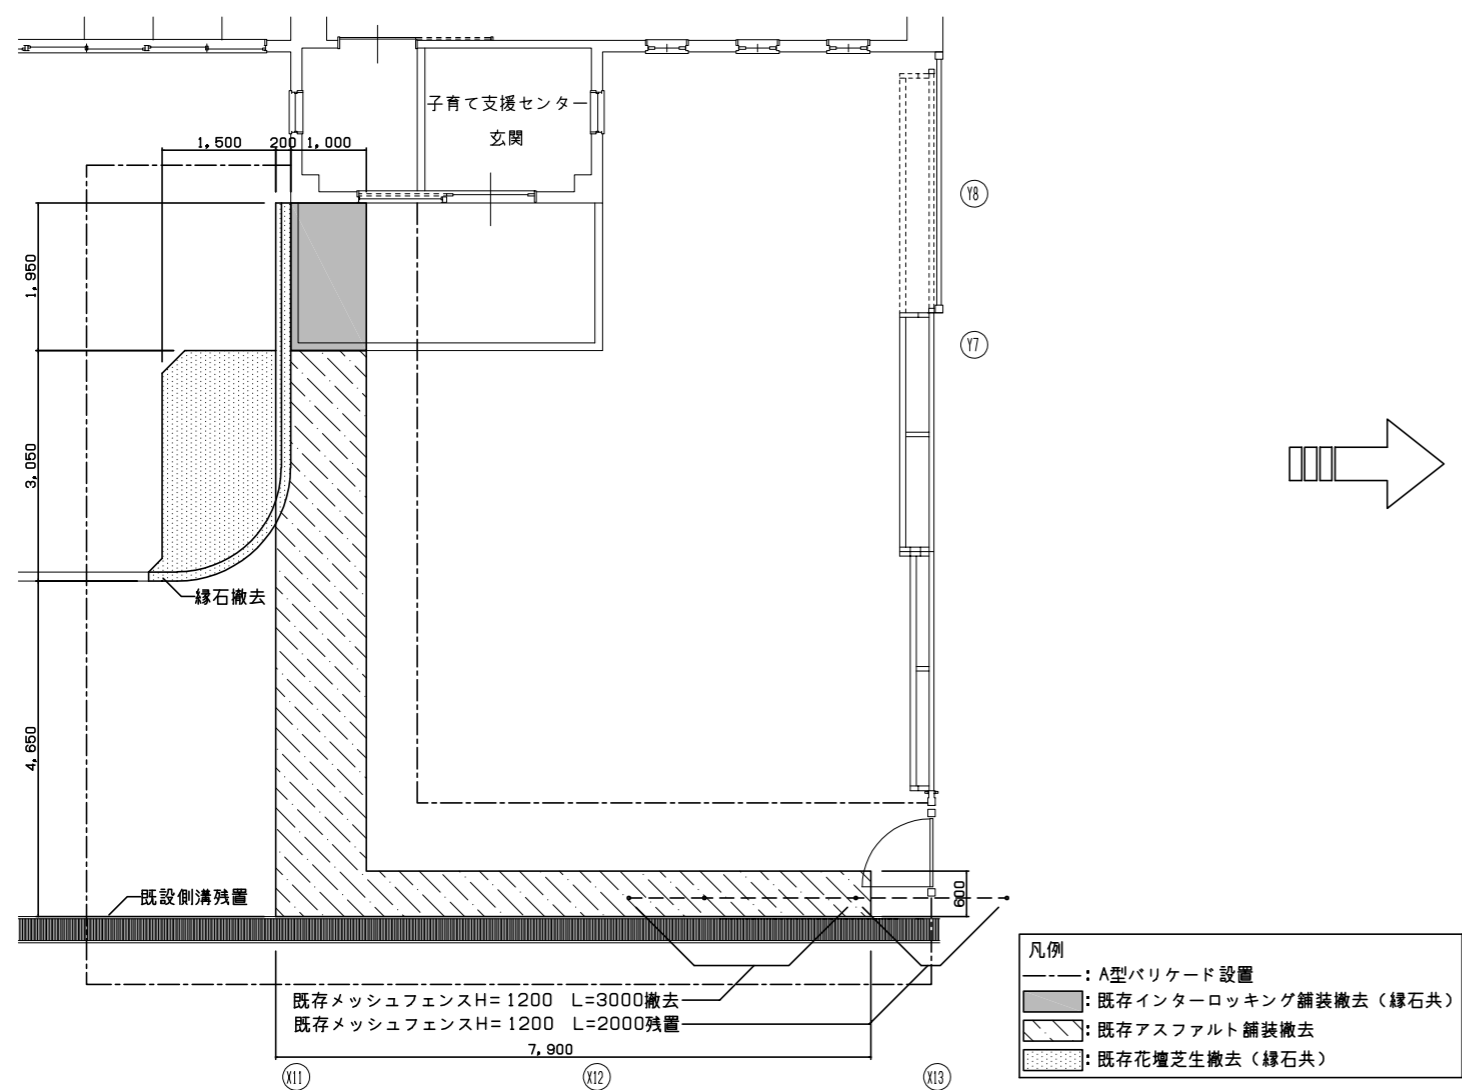 子育て支援センター
玄関
1,500
200
1,000
Y8
1,950
Y7
3,050
縁石撤去
4,650
既設側溝残置
600
既存メッシュフェンスH=1200 L=3000撤去
既存メッシュフェンスH=1200 L=2000残置
7,900
X11
X12
X13
凡例
: A型バリケード設置
: 既存インターロッキング舗装撤去（縁石共）
: 既存アスファルト舗装撤去
: 既存花壇芝生撤去（縁石共）